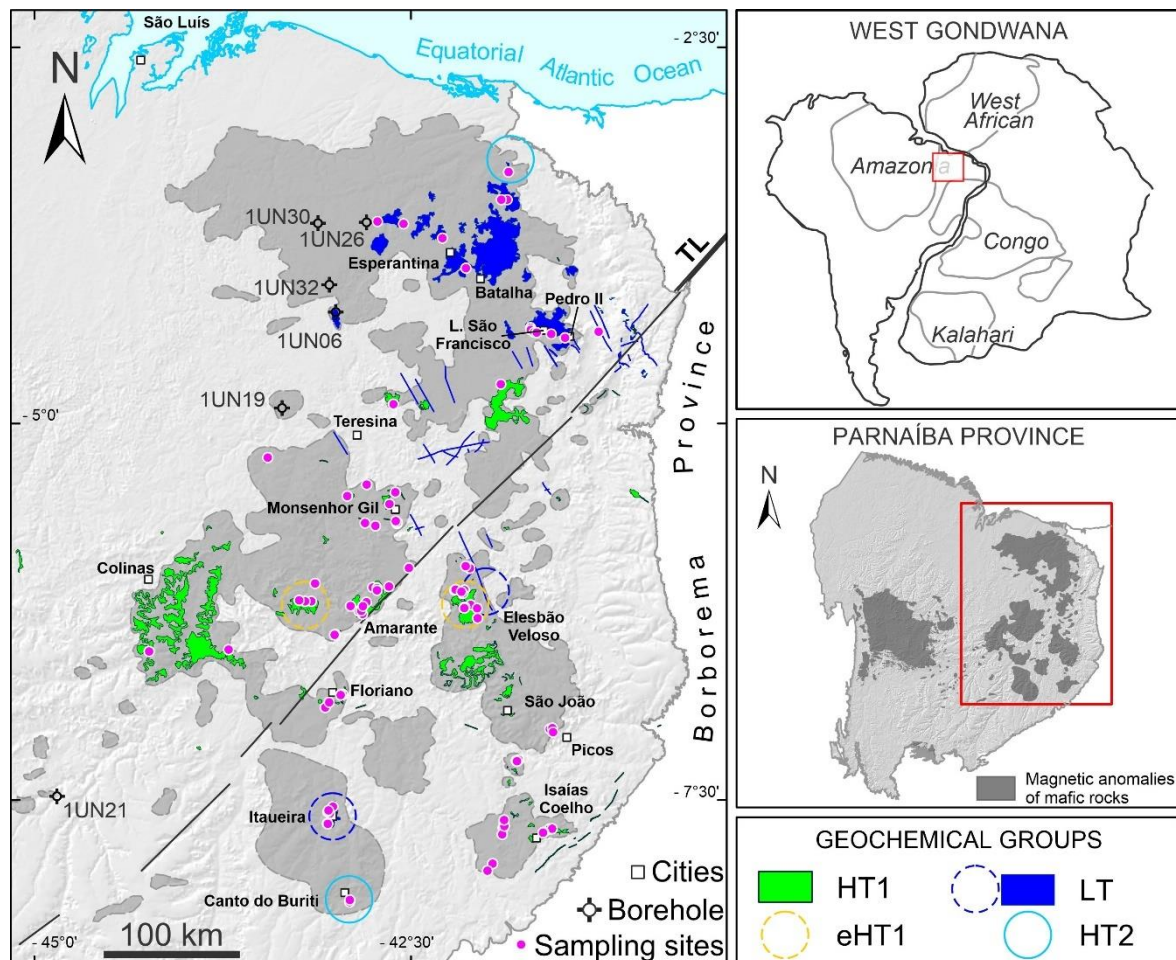 São Luís
N
Equatorial Atlantic Ocean
- 2°30'
1UN30
1UN26
Esperantina
Batalha
TL
1UN32
1UN06
Pedro II
L. São
Francisco
1UN19
- 5°0'
Teresina
Monsenhor Gil
Colinas
Amarante
Elesbão
Veloso
Borborema Province
Floriano
São João
Picos
1UN21
Itaueira
Isaías
Coelho
- 7°30'
Canto do Buriti
Cities
Borehole
Sampling sites
- 45°0'
- 42°30'
100 km
WEST GONDWANA
West
African
Amazonia
Congo
Kalahari
PARNAÍBA PROVINCE
N
Magnetic anomalies
of mafic rocks
GEOCHEMICAL GROUPS
HT1
LT
eHT1
HT2